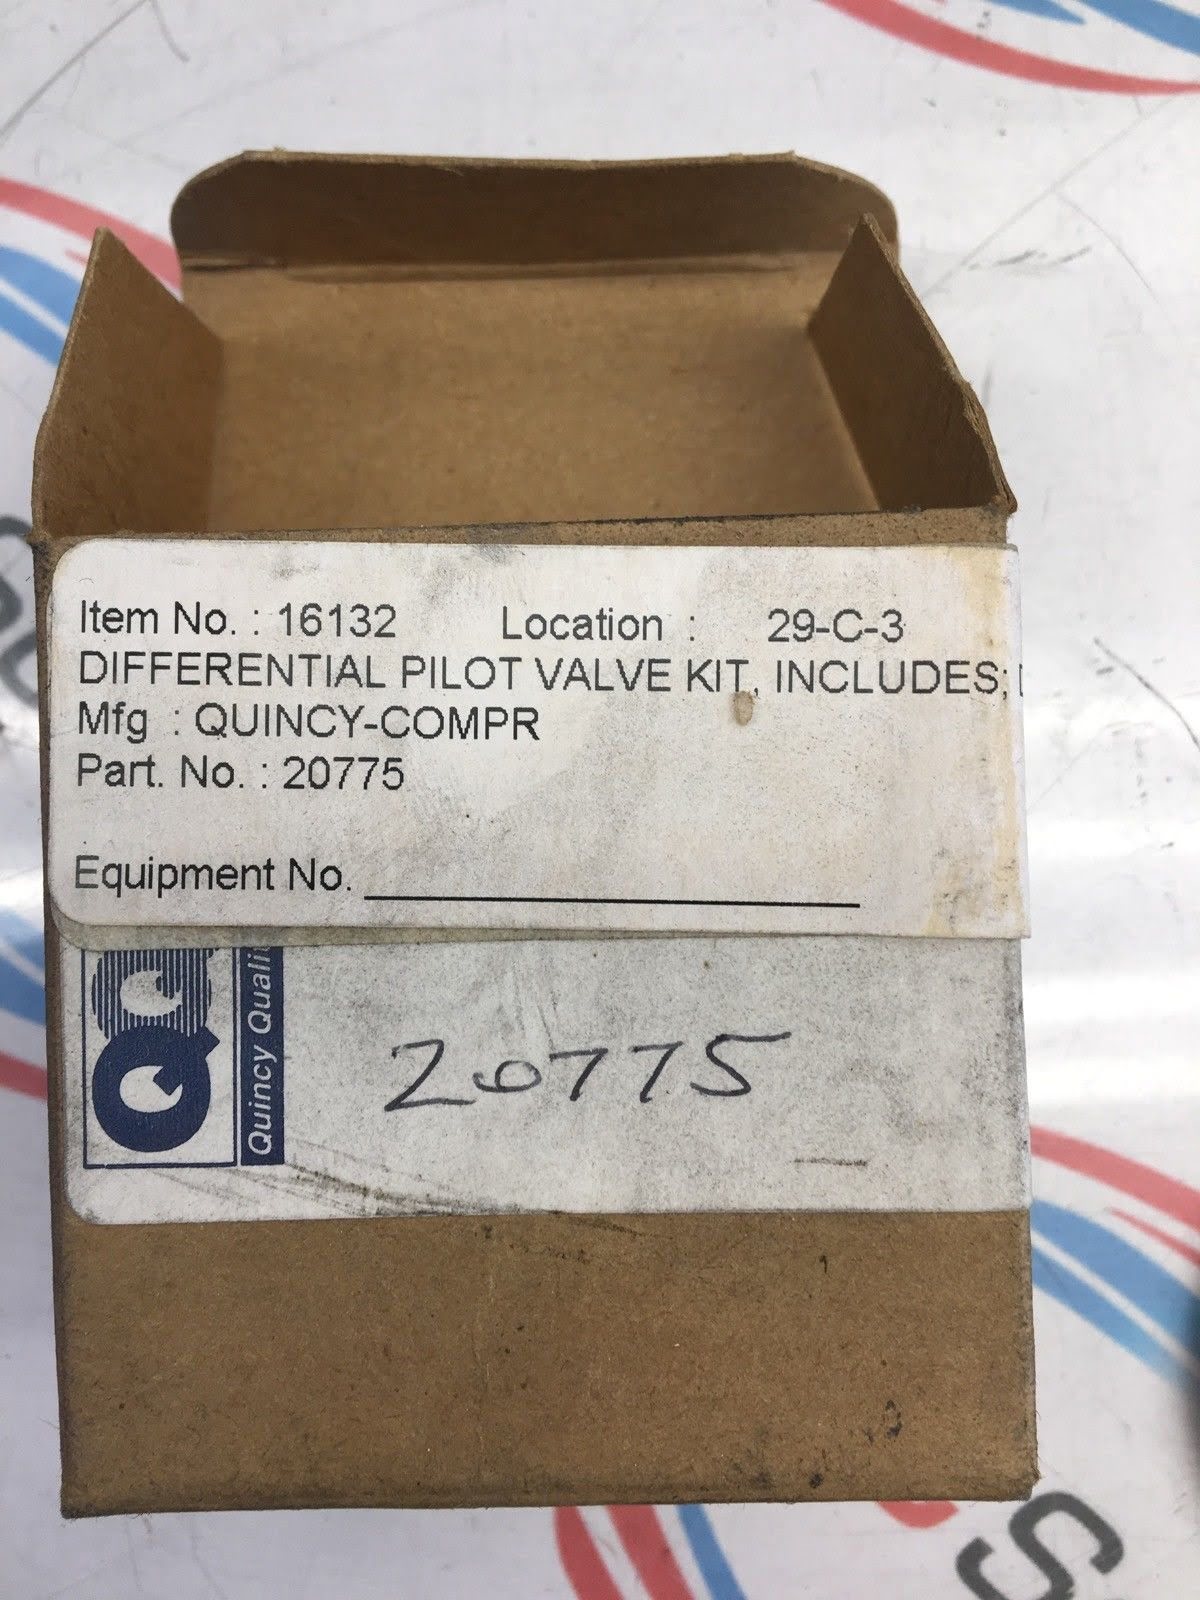 Item No. : 16132 Location : 29-C-3
DIFFERENTIAL PILOT VALVE KIT, INCLUDES;
Mfg : QUINCY-COMPR
Part. No. : 20775
Equipment No.
Quincy Qualit
20775